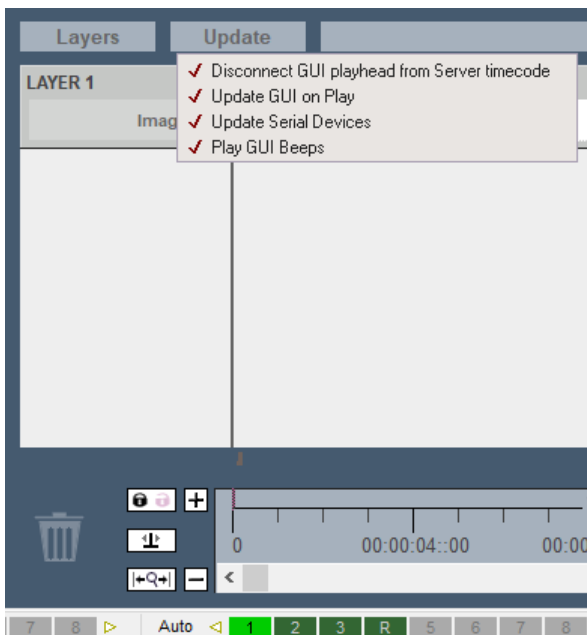 Layers Update
✓ Disconnect GUI playhead from Server timecode
LAYER 1
✓ Update GUI on Play
Imag ✓ Update Serial Devices
✓ Play GUI Beeps
0 00:00:04::00 00:00
7 8 Auto 1 2 3 R 5 6 7 8